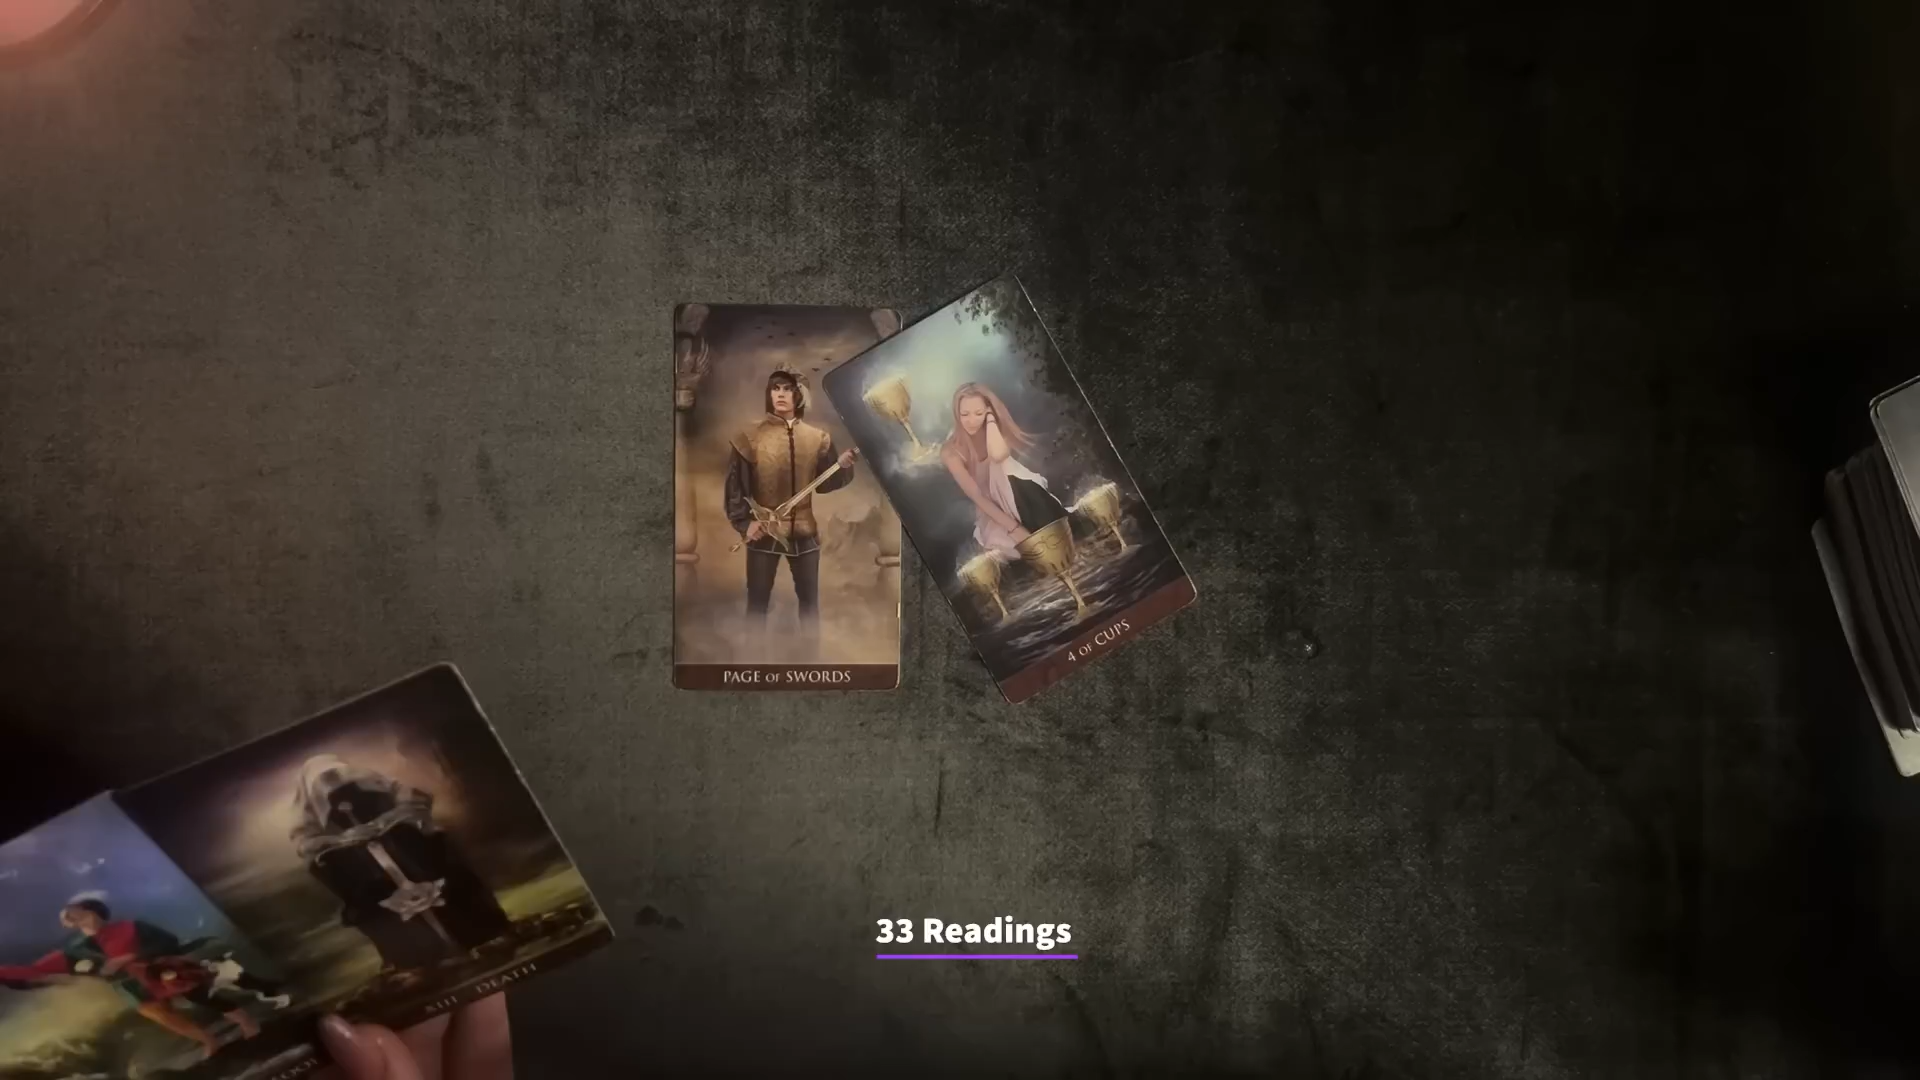 PAGE OF SWORDS
4 OF CUPS
XIII - DEATH
33 Readings